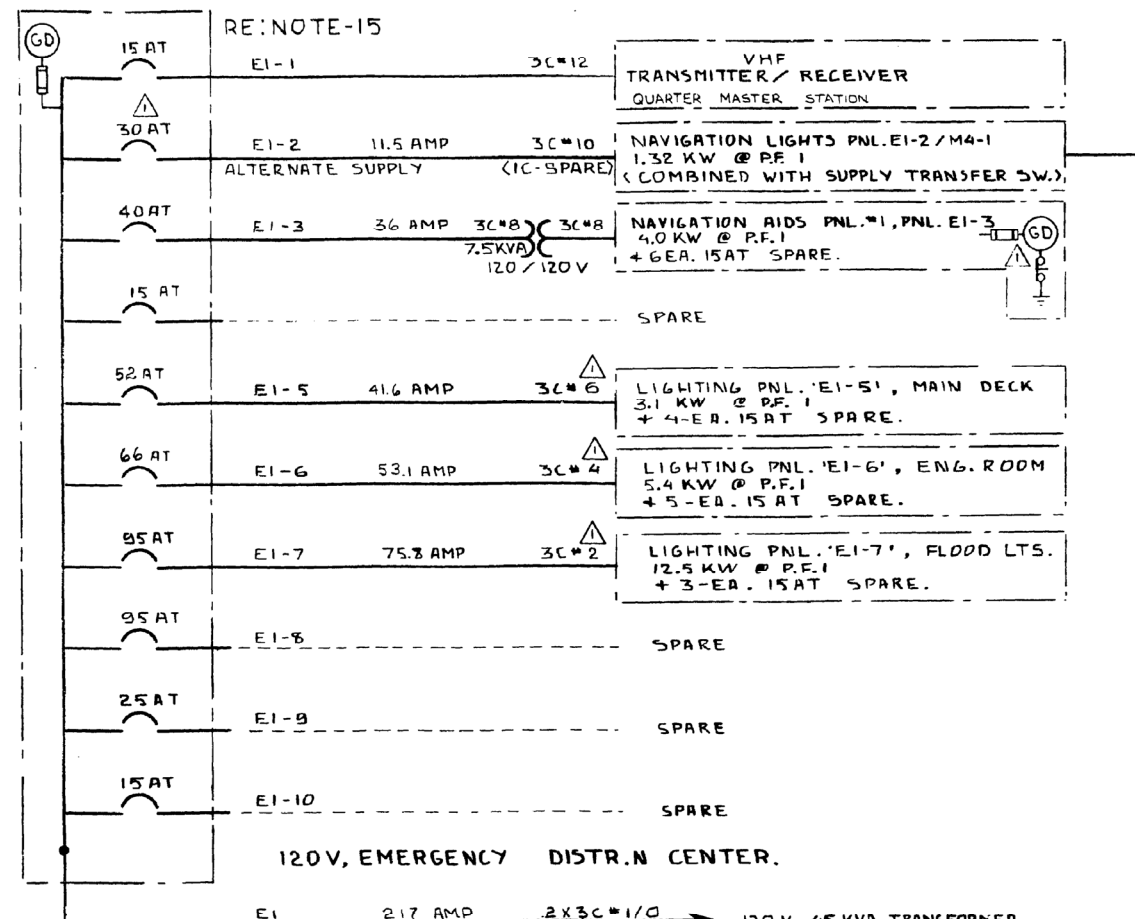 GD
RE: NOTE-15
15 AT
E1-1 3C#12
VHF
TRANSMITTER/ RECEIVER
QUARTER MASTER STATION
1
30 AT
E1-2 11.5 AMP 3C#10
ALTERNATE SUPPLY (1C-SPARE)
NAVIGATION LIGHTS PNL. E1-2/M4-1
1.32 KW @ P.F. 1
(COMBINED WITH SUPPLY TRANSFER SW.)
40 AT
E1-3 36 AMP 3C#8 3C#8
7.5KVA
120/120V
NAVIGATION AIDS PNL.#1, PNL. E1-3
4.0 KW @ P.F. 1
+ 6EA. 15AT SPARE.
GD
1
15 AT
SPARE
52 AT
E1-5 41.6 AMP 3C#6
1
LIGHTING PNL. 'E1-5', MAIN DECK
3.1 KW @ P.F. 1
+ 4-EA. 15AT SPARE.
66 AT
E1-6 53.1 AMP 3C#4
1
LIGHTING PNL. 'E1-6', ENG. ROOM
5.4 KW @ P.F. 1
+ 5-EA. 15 AT SPARE.
95 AT
E1-7 75.8 AMP 3C#2
1
LIGHTING PNL. 'E1-7', FLOOD LTS.
12.5 KW @ P.F. 1
+ 3-EA. 15AT SPARE.
95 AT
E1-8 SPARE
25 AT
E1-9 SPARE
15 AT
E1-10 SPARE
120V, EMERGENCY DISTR.N CENTER.
E1 217 AMP 2X3C#1/0 120 V, 45 KVA TRANSFORMER